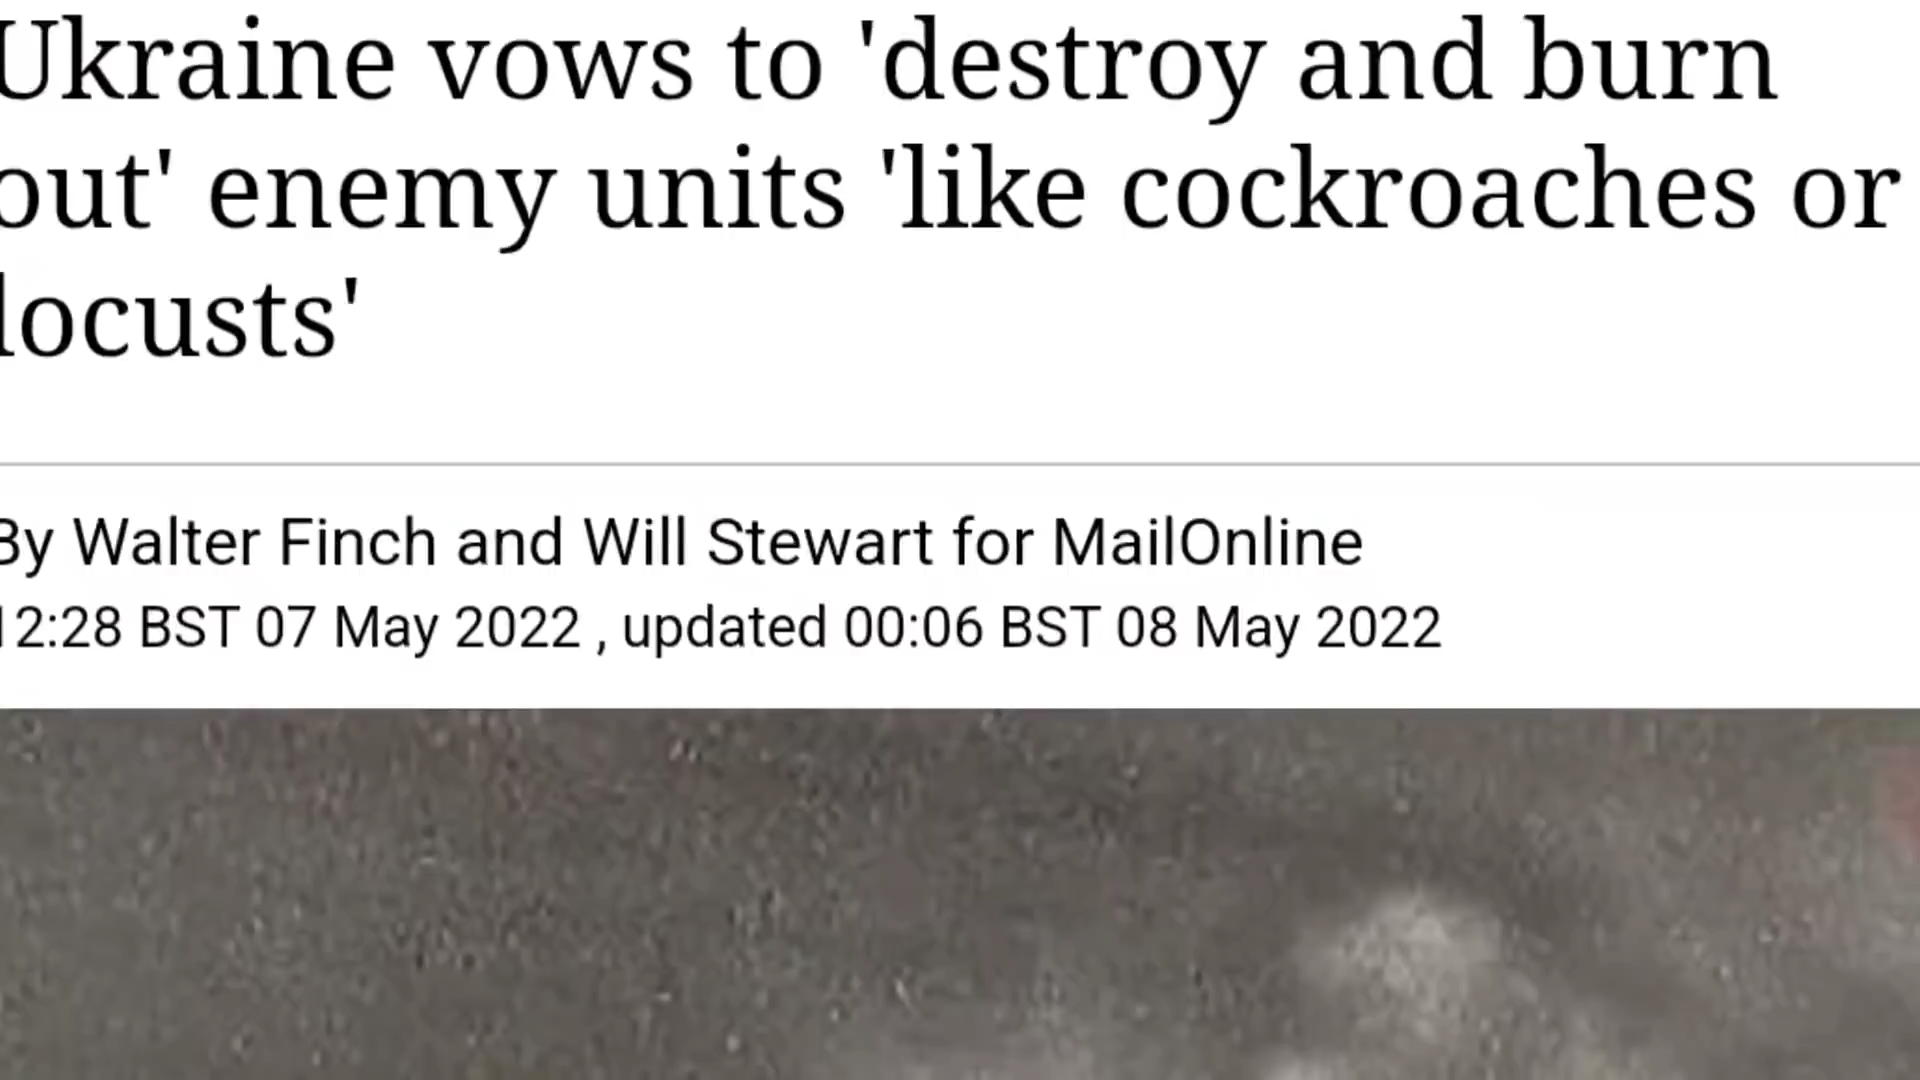 Ukraine vows to 'destroy and burn
out' enemy units 'like cockroaches or
locusts'
By Walter Finch and Will Stewart for MailOnline
12:28 BST 07 May 2022 , updated 00:06 BST 08 May 2022